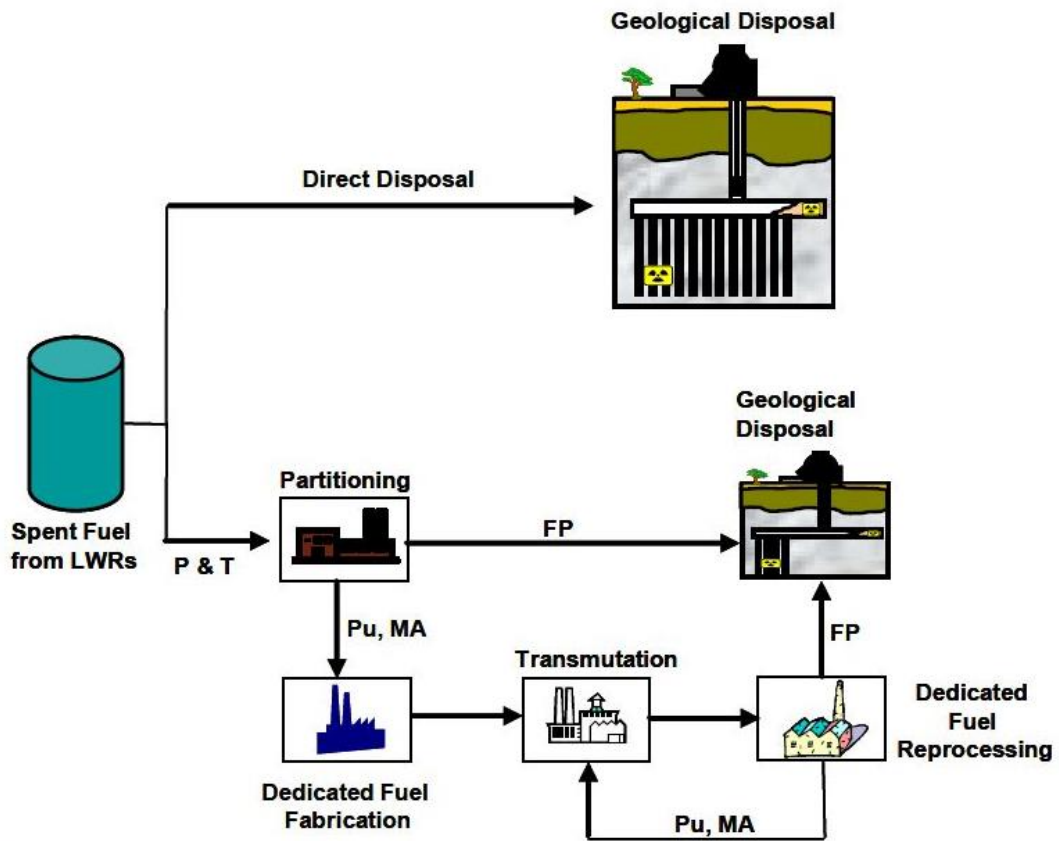 Geological Disposal
Direct Disposal
Spent Fuel
from LWRs
P & T
Partitioning
FP
Geological
Disposal
Pu, MA
Transmutation
FP
Dedicated
Fuel
Reprocessing
Dedicated Fuel
Fabrication
Pu, MA